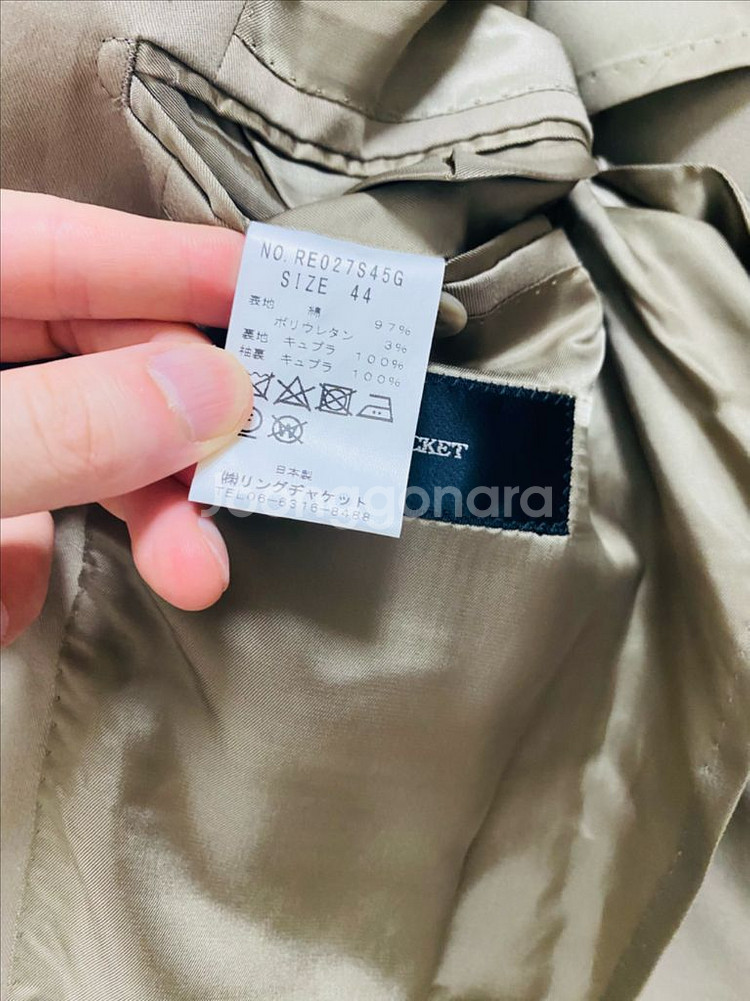 NO. RE027S45G
SIZE 44
表地 綿 97%
ポリウレタン 3%
裏地 キュプラ 100%
袖裏 キュプラ 100%
W
日本製
㈱リングヂャケット
TEL06-6316-8488
CKET
joonggonara